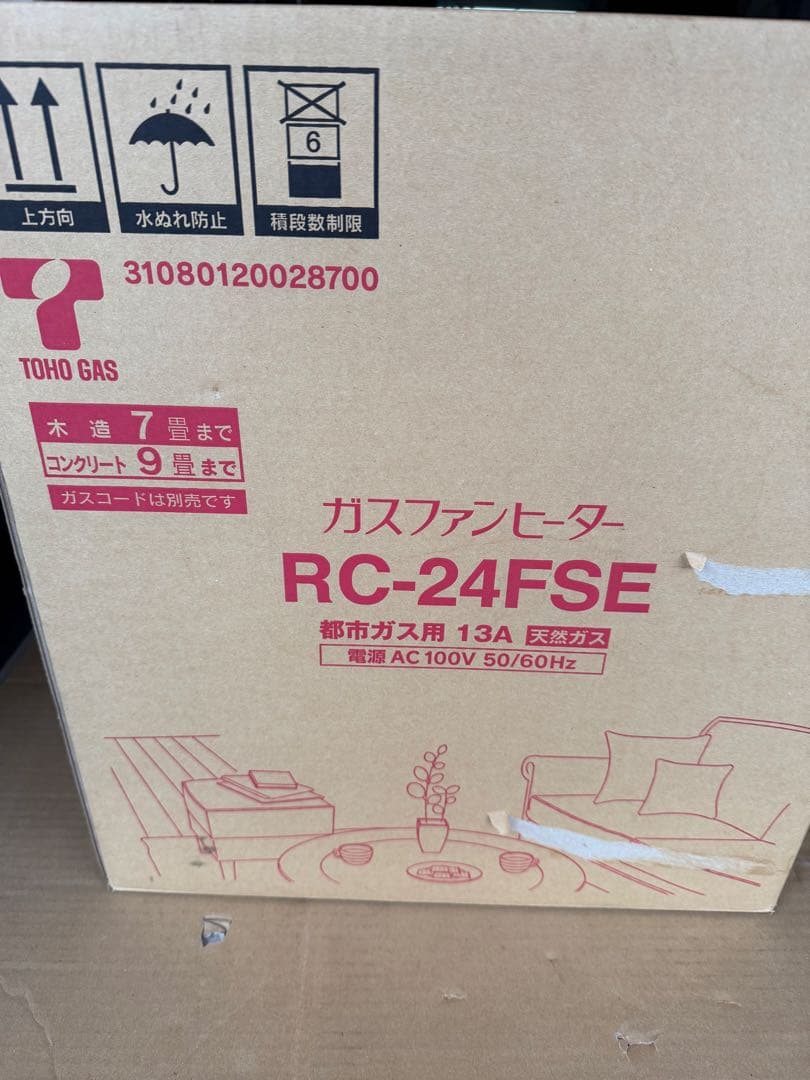 6
上方向
水ぬれ防止
積段数制限
31080120028700
TOHO GAS
木造 7 畳まで
コンクリート 9 畳まで
ガスコードは別売です
ガスファンヒーター
RC-24FSE
都市ガス用 13A 天然ガス
電源 AC 100V 50/60Hz